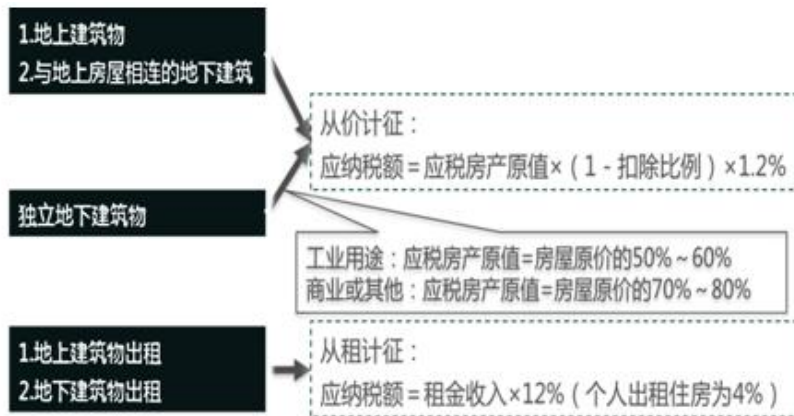 1.地上建筑物
2.与地上房屋相连的地下建筑
从价计征：
应纳税额=应税房产原值×（1-扣除比例）×1.2%
独立地下建筑物
工业用途：应税房产原值=房屋原价的50%~60%
商业或其他：应税房产原值=房屋原价的70%~80%
1.地上建筑物出租
2.地下建筑物出租
从租计征：
应纳税额=租金收入×12%（个人出租住房为4%）